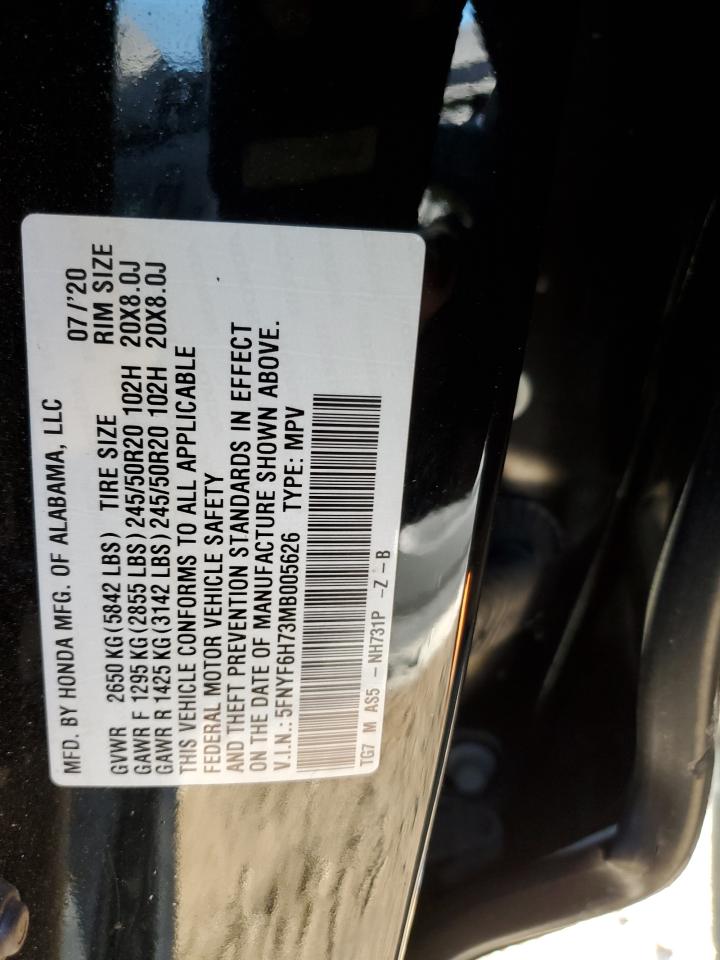 MFD. BY HONDA MFG. OF ALABAMA, LLC 07/'20
GVWR 2650 KG (5842 LBS) TIRE SIZE RIM SIZE
GAWR F 1295 KG (2855 LBS) 245/50R20 102H 20X8.0J
GAWR R 1425 KG (3142 LBS) 245/50R20 102H 20X8.0J
THIS VEHICLE CONFORMS TO ALL APPLICABLE
FEDERAL MOTOR VEHICLE SAFETY
AND THEFT PREVENTION STANDARDS IN EFFECT
ON THE DATE OF MANUFACTURE SHOWN ABOVE.
V.I.N.: 5FNYF6H73MB005626 TYPE: MPV
TG7 M AS5 -NH731P -Z -B